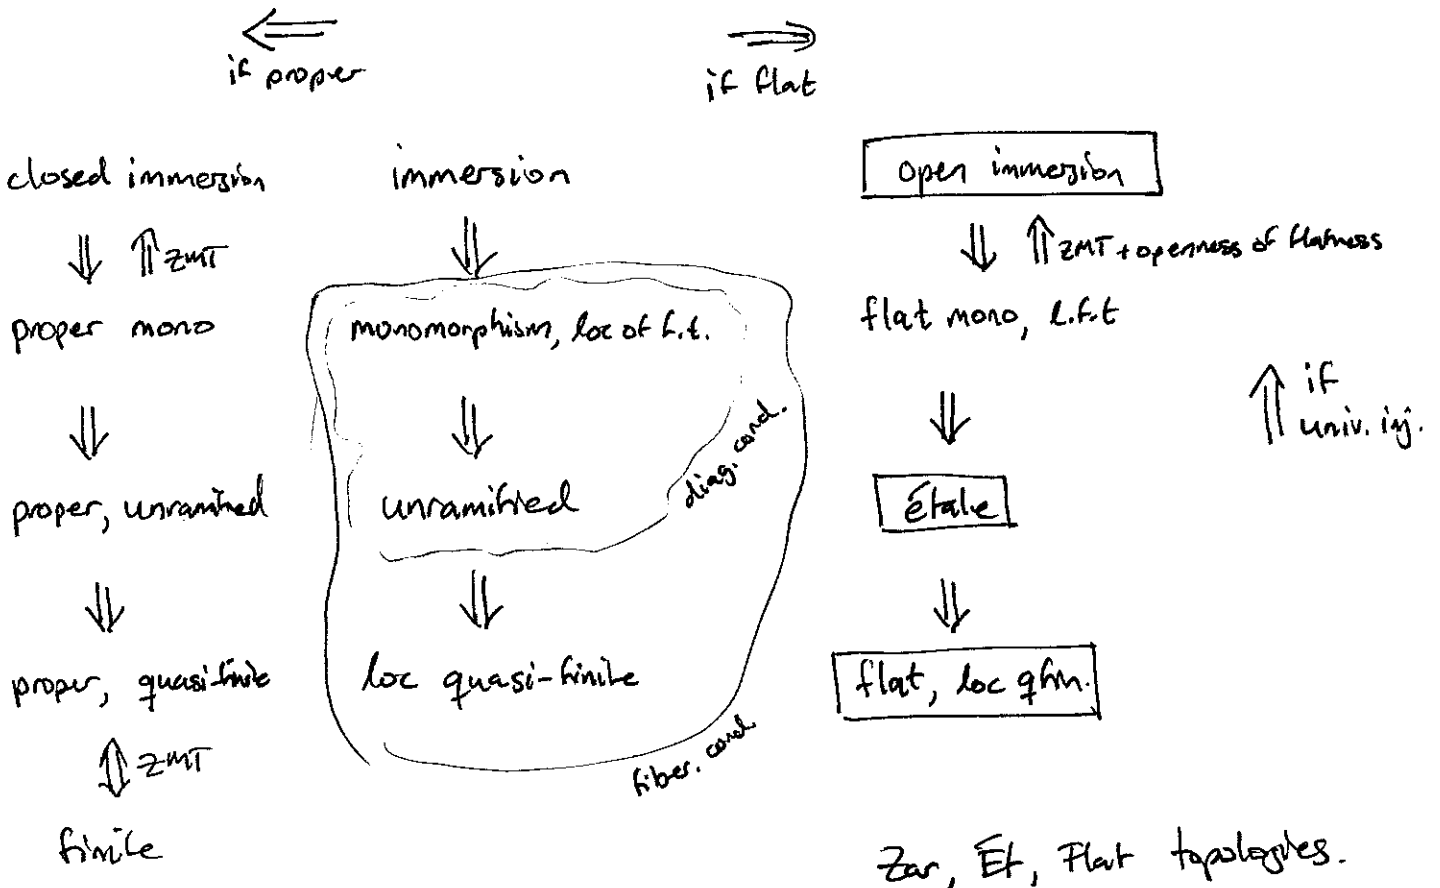 ⇐ ⇒
if proper if flat
closed immersion immersion open immersion
⇓ ⇑ ZMT ⇓ ⇓ ⇑ ZMT + openness of flatness
proper mono monomorphism, loc of f.t. flat mono, l.f.t
⇓ ⇓ ⇓ ⇑ if
univ. inj.
diag. cond.
proper, unramified unramified Étale
⇓ ⇓ ⇓
proper, quasi-finite loc quasi-finite flat, loc qfin.
⇕ ZMT
fiber. cond
finite
Zar, Ét, Flat topologies.